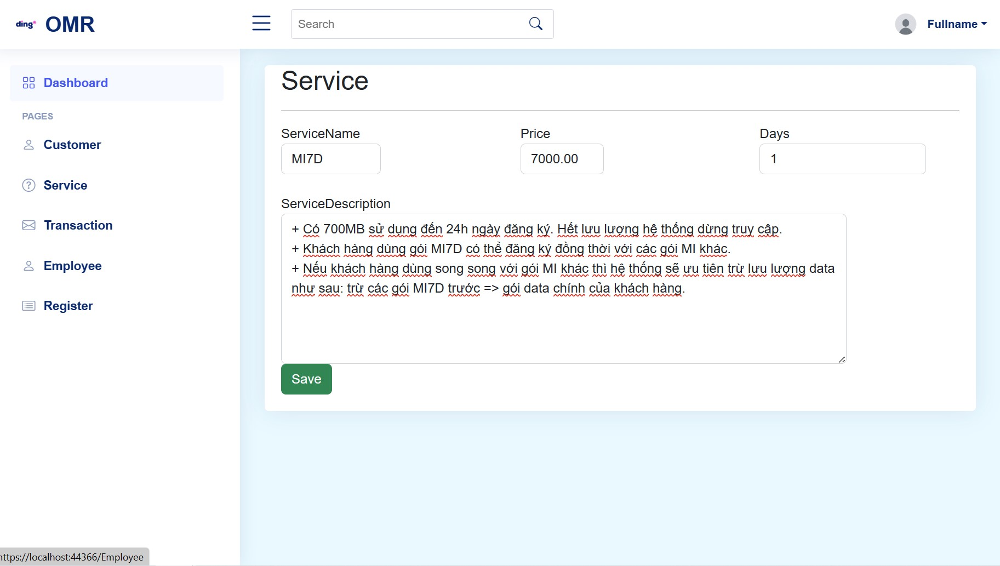 ding* OMR
Search
Fullname
Dashboard
PAGES
Customer
Service
Transaction
Employee
Register
Service
ServiceName
Price
Days
MI7D
7000.00
1
ServiceDescription
+ Có 700MB sử dụng đến 24h ngày đăng ký. Hết lưu lượng hệ thống dừng truy cập.
+ Khách hàng dùng gói MI7D có thể đăng ký đồng thời với các gói MI khác.
+ Nếu khách hàng dùng song song với gói MI khác thì hệ thống sẽ ưu tiên trừ lưu lượng data
như sau: trừ các gói MI7D trước => gói data chính của khách hàng.
Save
https://localhost:44366/Employee